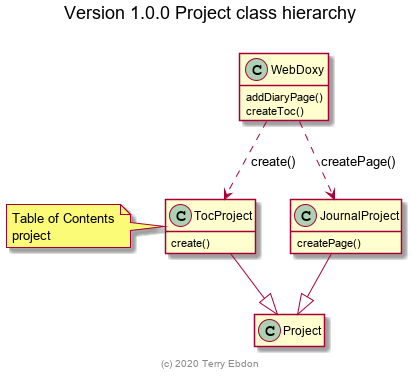 Version 1.0.0 Project class hierarchy
C WebDoxy
addDiaryPage()
createToc()
create()
createPage()
Table of Contents
project
C TocProject
create()
C JournalProject
createPage()
C Project
(c) 2020 Terry Ebdon